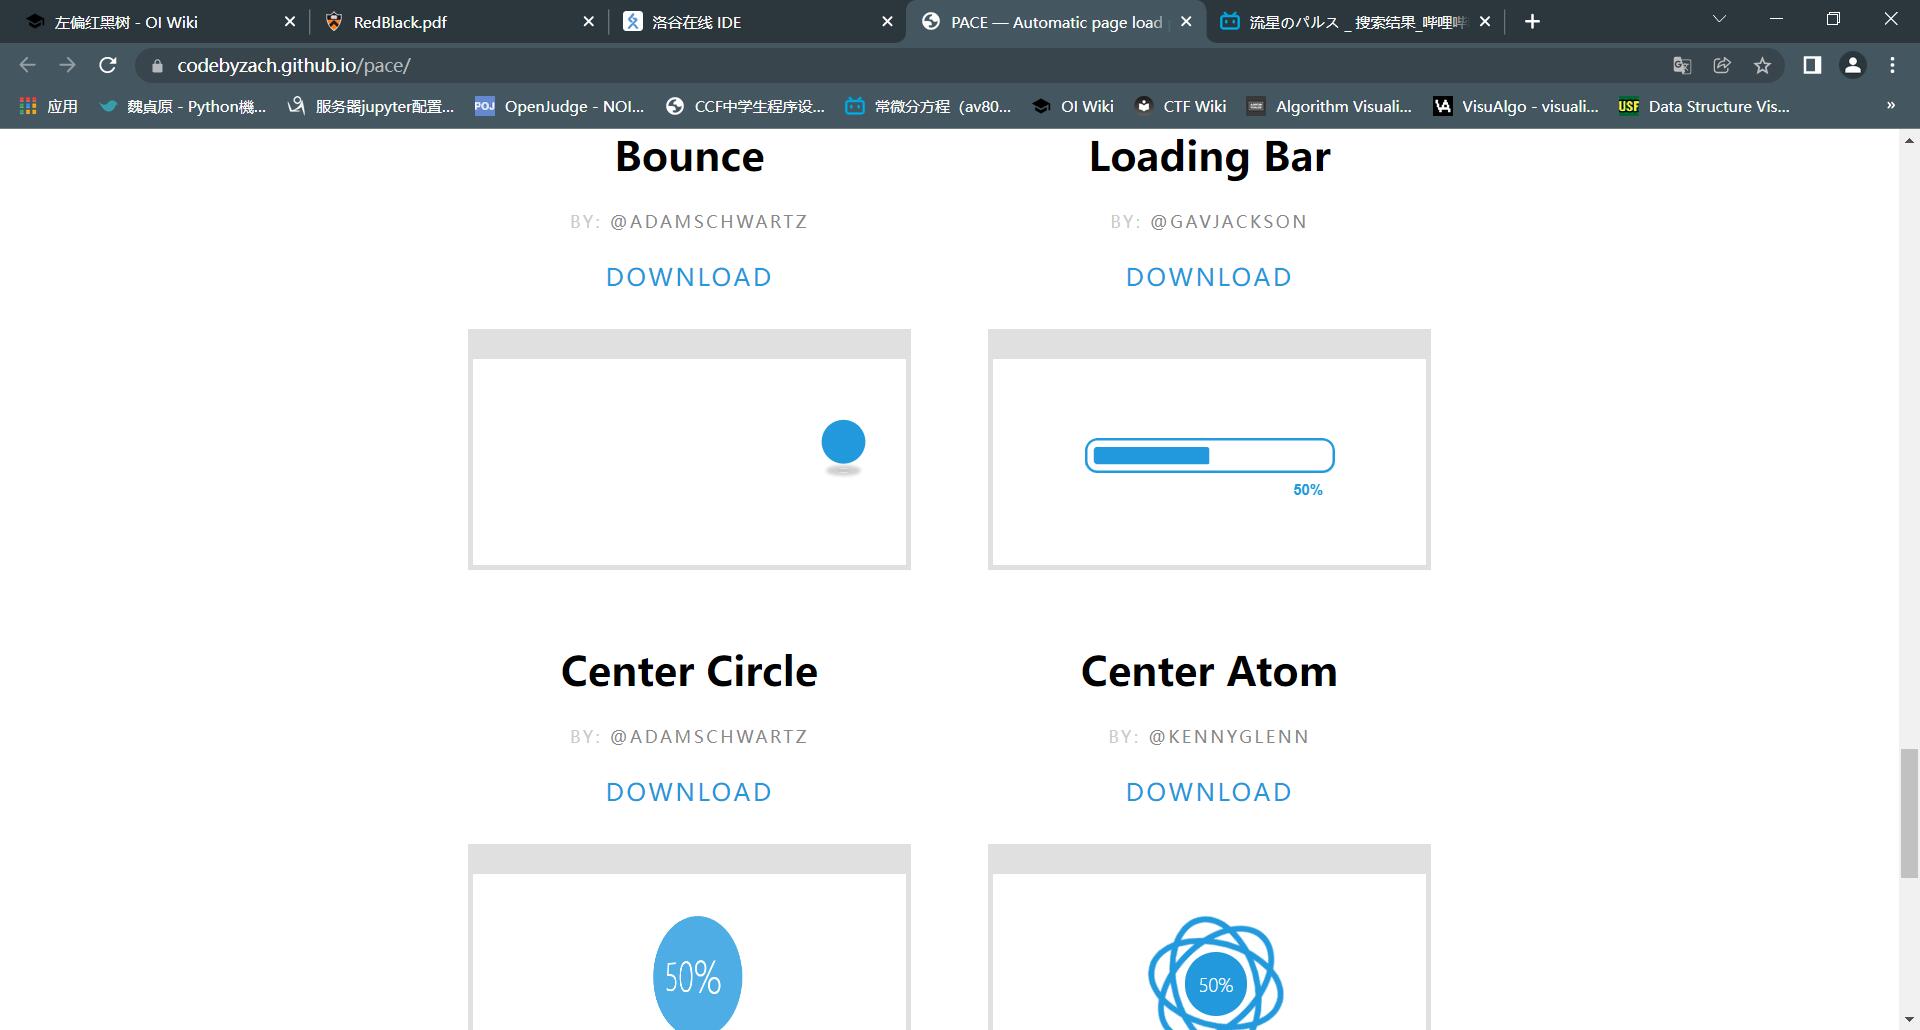 左偏红黑树 - OI Wiki
RedBlack.pdf
洛谷在线 IDE
PACE — Automatic page load
流星のパルス _ 搜索结果_哔哩哔
codebyzach.github.io/pace/
应用
魏貞原 - Python機...
服务器jupyter配置...
POJ
OpenJudge - NOI...
CCF中学生程序设...
常微分方程（av80...
OI Wiki
CTF Wiki
Algorithm Visuali...
VisuAlgo - visuali...
USF
Data Structure Vis...
»
Bounce
Loading Bar
BY: @ADAMSCHWARTZ
BY: @GAVJACKSON
DOWNLOAD
DOWNLOAD
50%
Center Circle
Center Atom
BY: @ADAMSCHWARTZ
BY: @KENNYGLENN
DOWNLOAD
DOWNLOAD
50%
50%